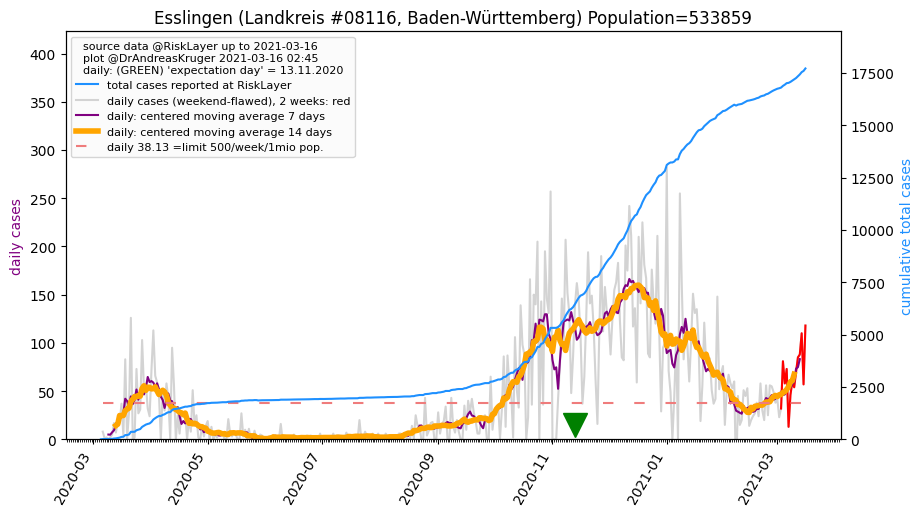 Esslingen (Landkreis #08116, Baden-Württemberg) Population=533859
source data @RiskLayer up to 2021-03-16
plot @DrAndreasKruger 2021-03-16 02:45
daily: (GREEN) 'expectation day' = 13.11.2020
total cases reported at RiskLayer
daily cases (weekend-flawed), 2 weeks: red
daily: centered moving average 7 days
daily: centered moving average 14 days
daily 38.13 =limit 500/week/1mio pop.
daily cases
400
350
300
250
200
150
100
50
0
17500
15000
12500
10000
7500
5000
2500
0
cumulative total cases
2020-03
2020-05
2020-07
2020-09
2020-11
2021-01
2021-03